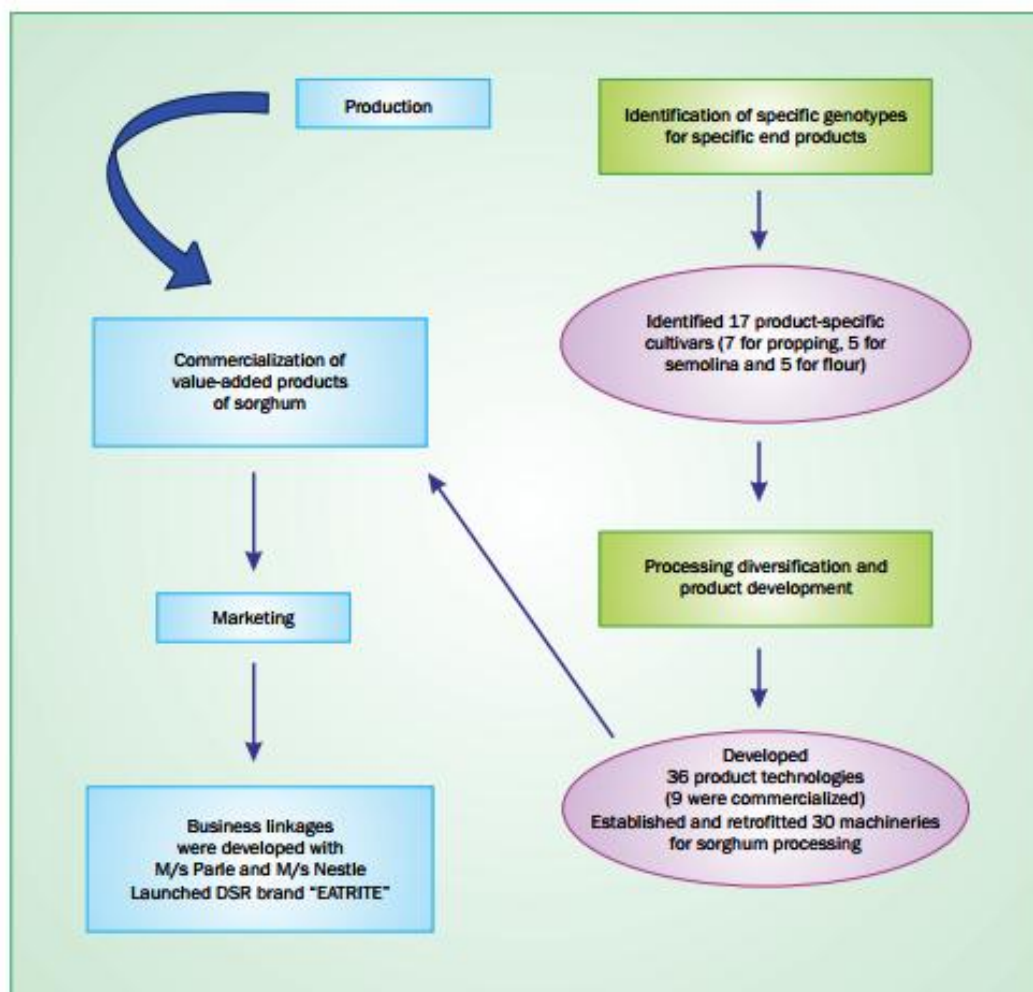 Production
Identification of specific genotypes
for specific end products
Identified 17 product-specific
cultivars (7 for propping, 5 for
semolina and 5 for flour)
Commercialization of
value-added products
of sorghum
Processing diversification and
product development
Marketing
Developed
36 product technologies
(9 were commercialized)
Established and retrofitted 30 machineries
for sorghum processing
Business linkages
were developed with
M/s Parle and M/s Nestle
Launched DSR brand “EATRITE”